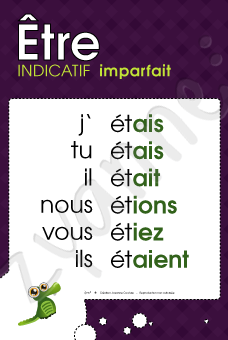 Être
INDICATIF imparfait
j' étais
tu étais
il était
nous étions
vous étiez
ils étaient